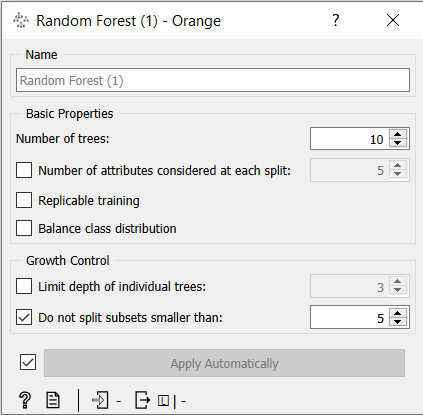 Random Forest (1) - Orange ?
Name
Random Forest (1)
Basic Properties
Number of trees: 10
Number of attributes considered at each split: 5
Replicable training
Balance class distribution
Growth Control
Limit depth of individual trees: 3
Do not split subsets smaller than: 5
Apply Automatically
? - L | -